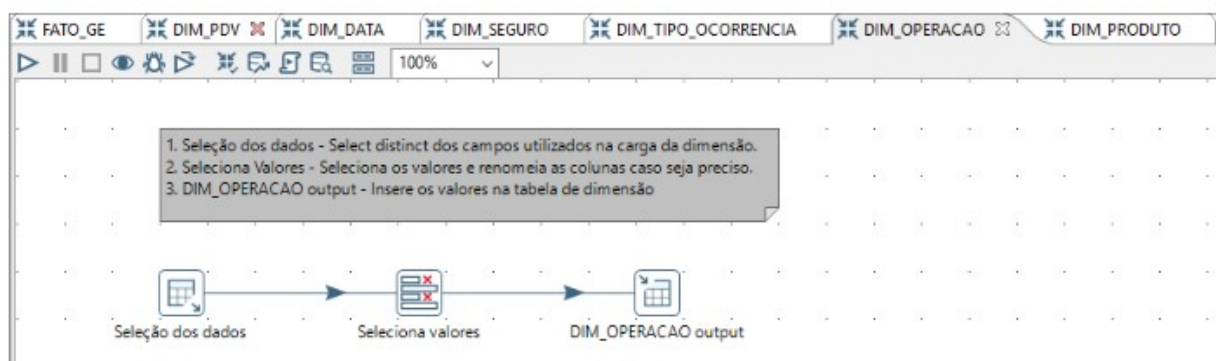 FATO_GE DIM_PDV DIM_DATA DIM_SEGURO DIM_TIPO_OCORRENCIA DIM_OPERACAO DIM_PRODUTO
100%
1. Seleção dos dados - Select distinct dos campos utilizados na carga da dimensão.
2. Seleciona Valores - Seleciona os valores e renomeia as colunas caso seja preciso.
3. DIM_OPERACAO output - Insere os valores na tabela de dimensão
Seleção dos dados Seleciona valores DIM_OPERACAO output